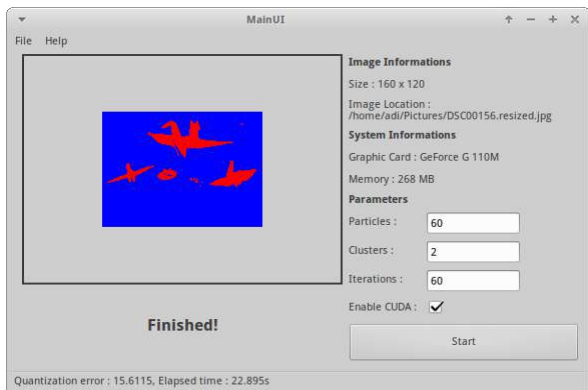 MainUI
File Help
Image Informations
Size : 160 x 120
Image Location :
/home/adi/Pictures/DSC00156.resized.jpg
System Informations
Graphic Card : GeForce G 110M
Memory : 268 MB
Parameters
Particles : 60
Clusters : 2
Iterations : 60
Enable CUDA :
Start
Finished!
Quantization error : 15.6115, Elapsed time : 22.895s